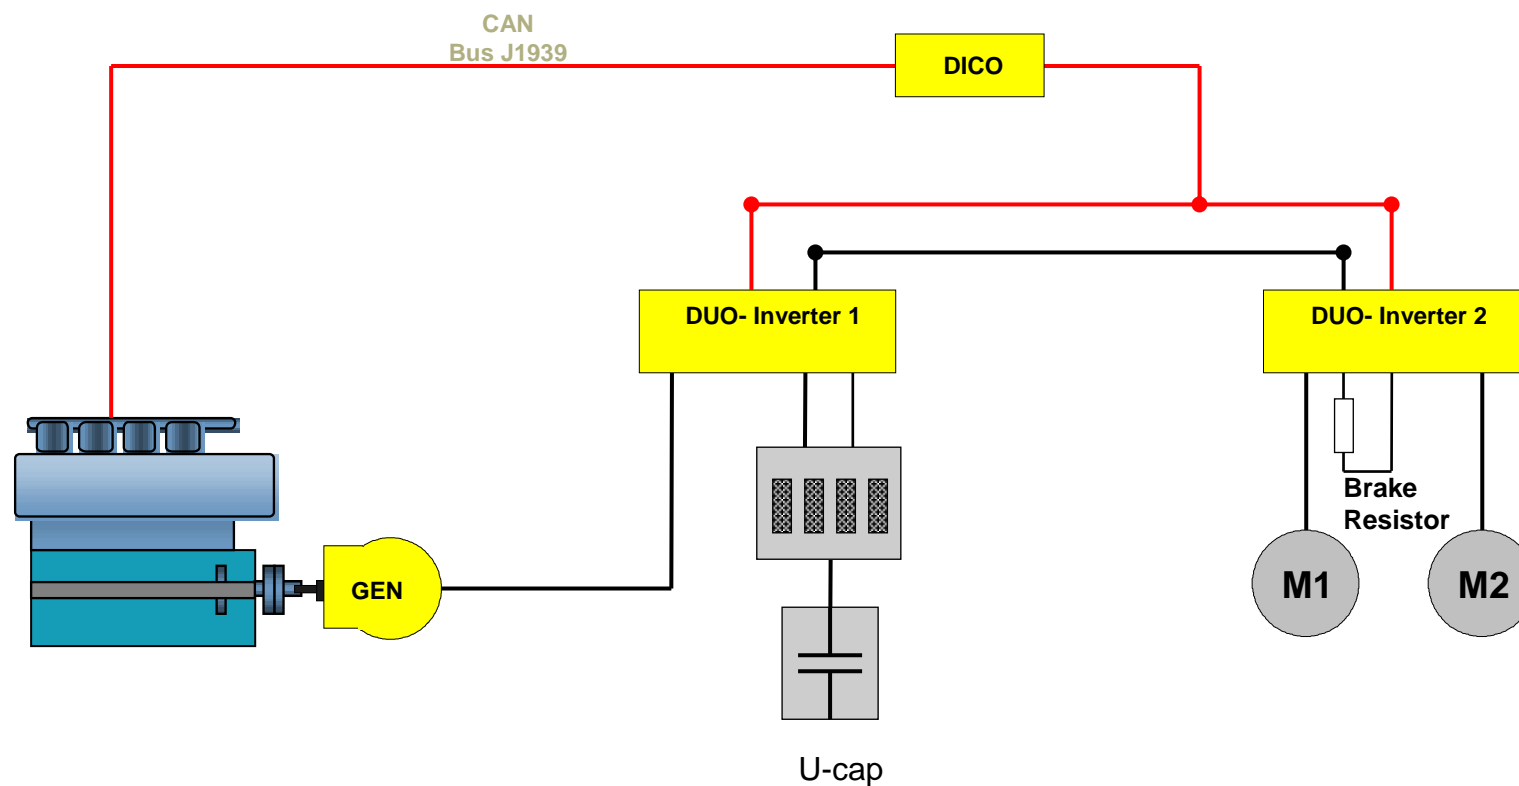 CAN
Bus J1939
DICO
DUO- Inverter 1
DUO- Inverter 2
Brake
Resistor
GEN
M1
M2
U-cap